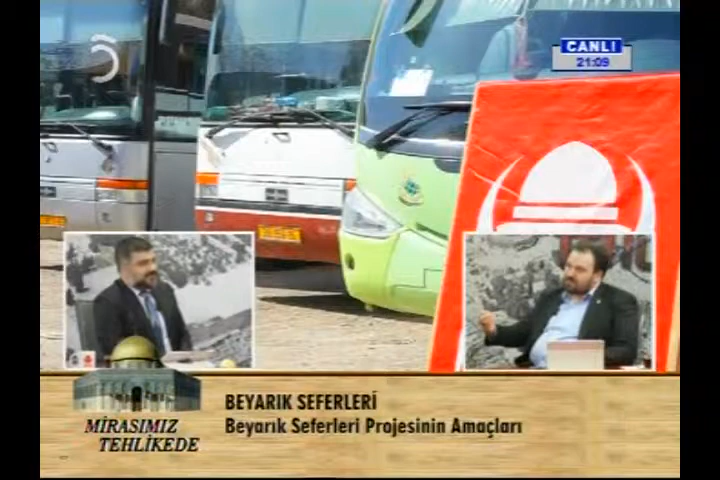 CANLI
21:09
BEYARIK SEFERLERİ
Beyarık Seferleri Projesinin Amaçları
MİRASIMIZ
TEHLİKEDE